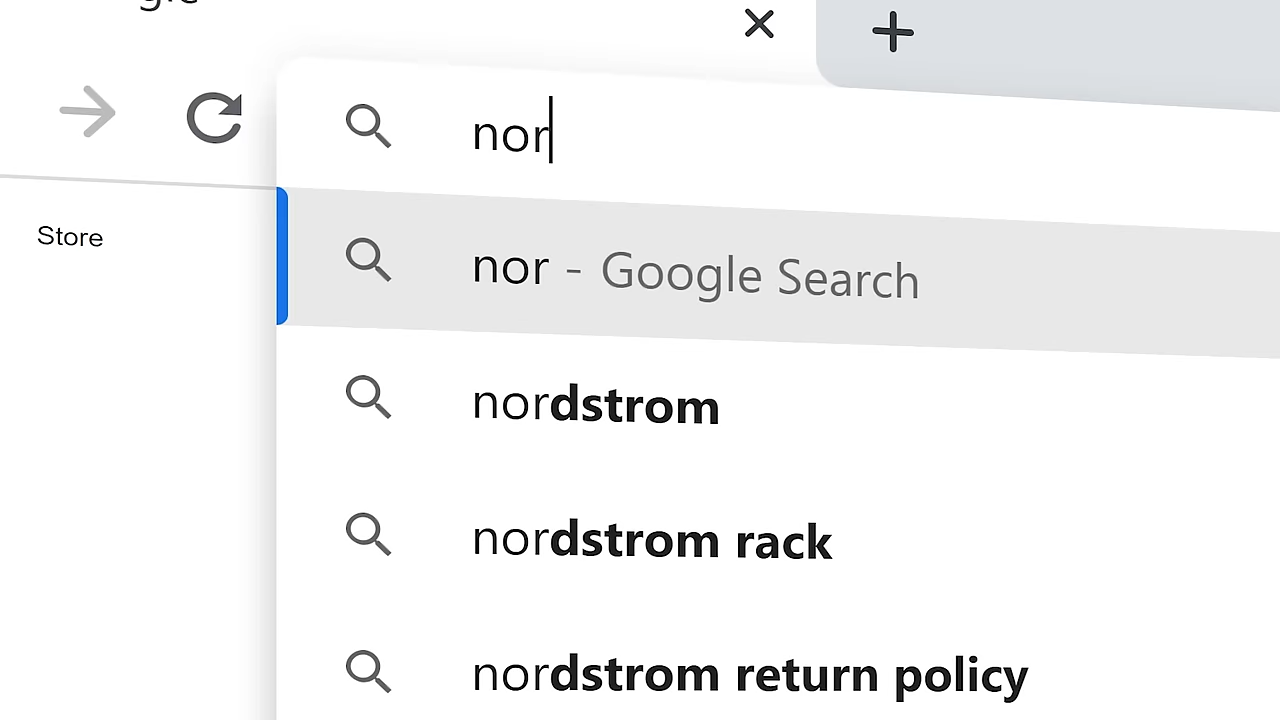 nor
nor - Google Search
Store
nordstrom
nordstrom rack
nordstrom return policy